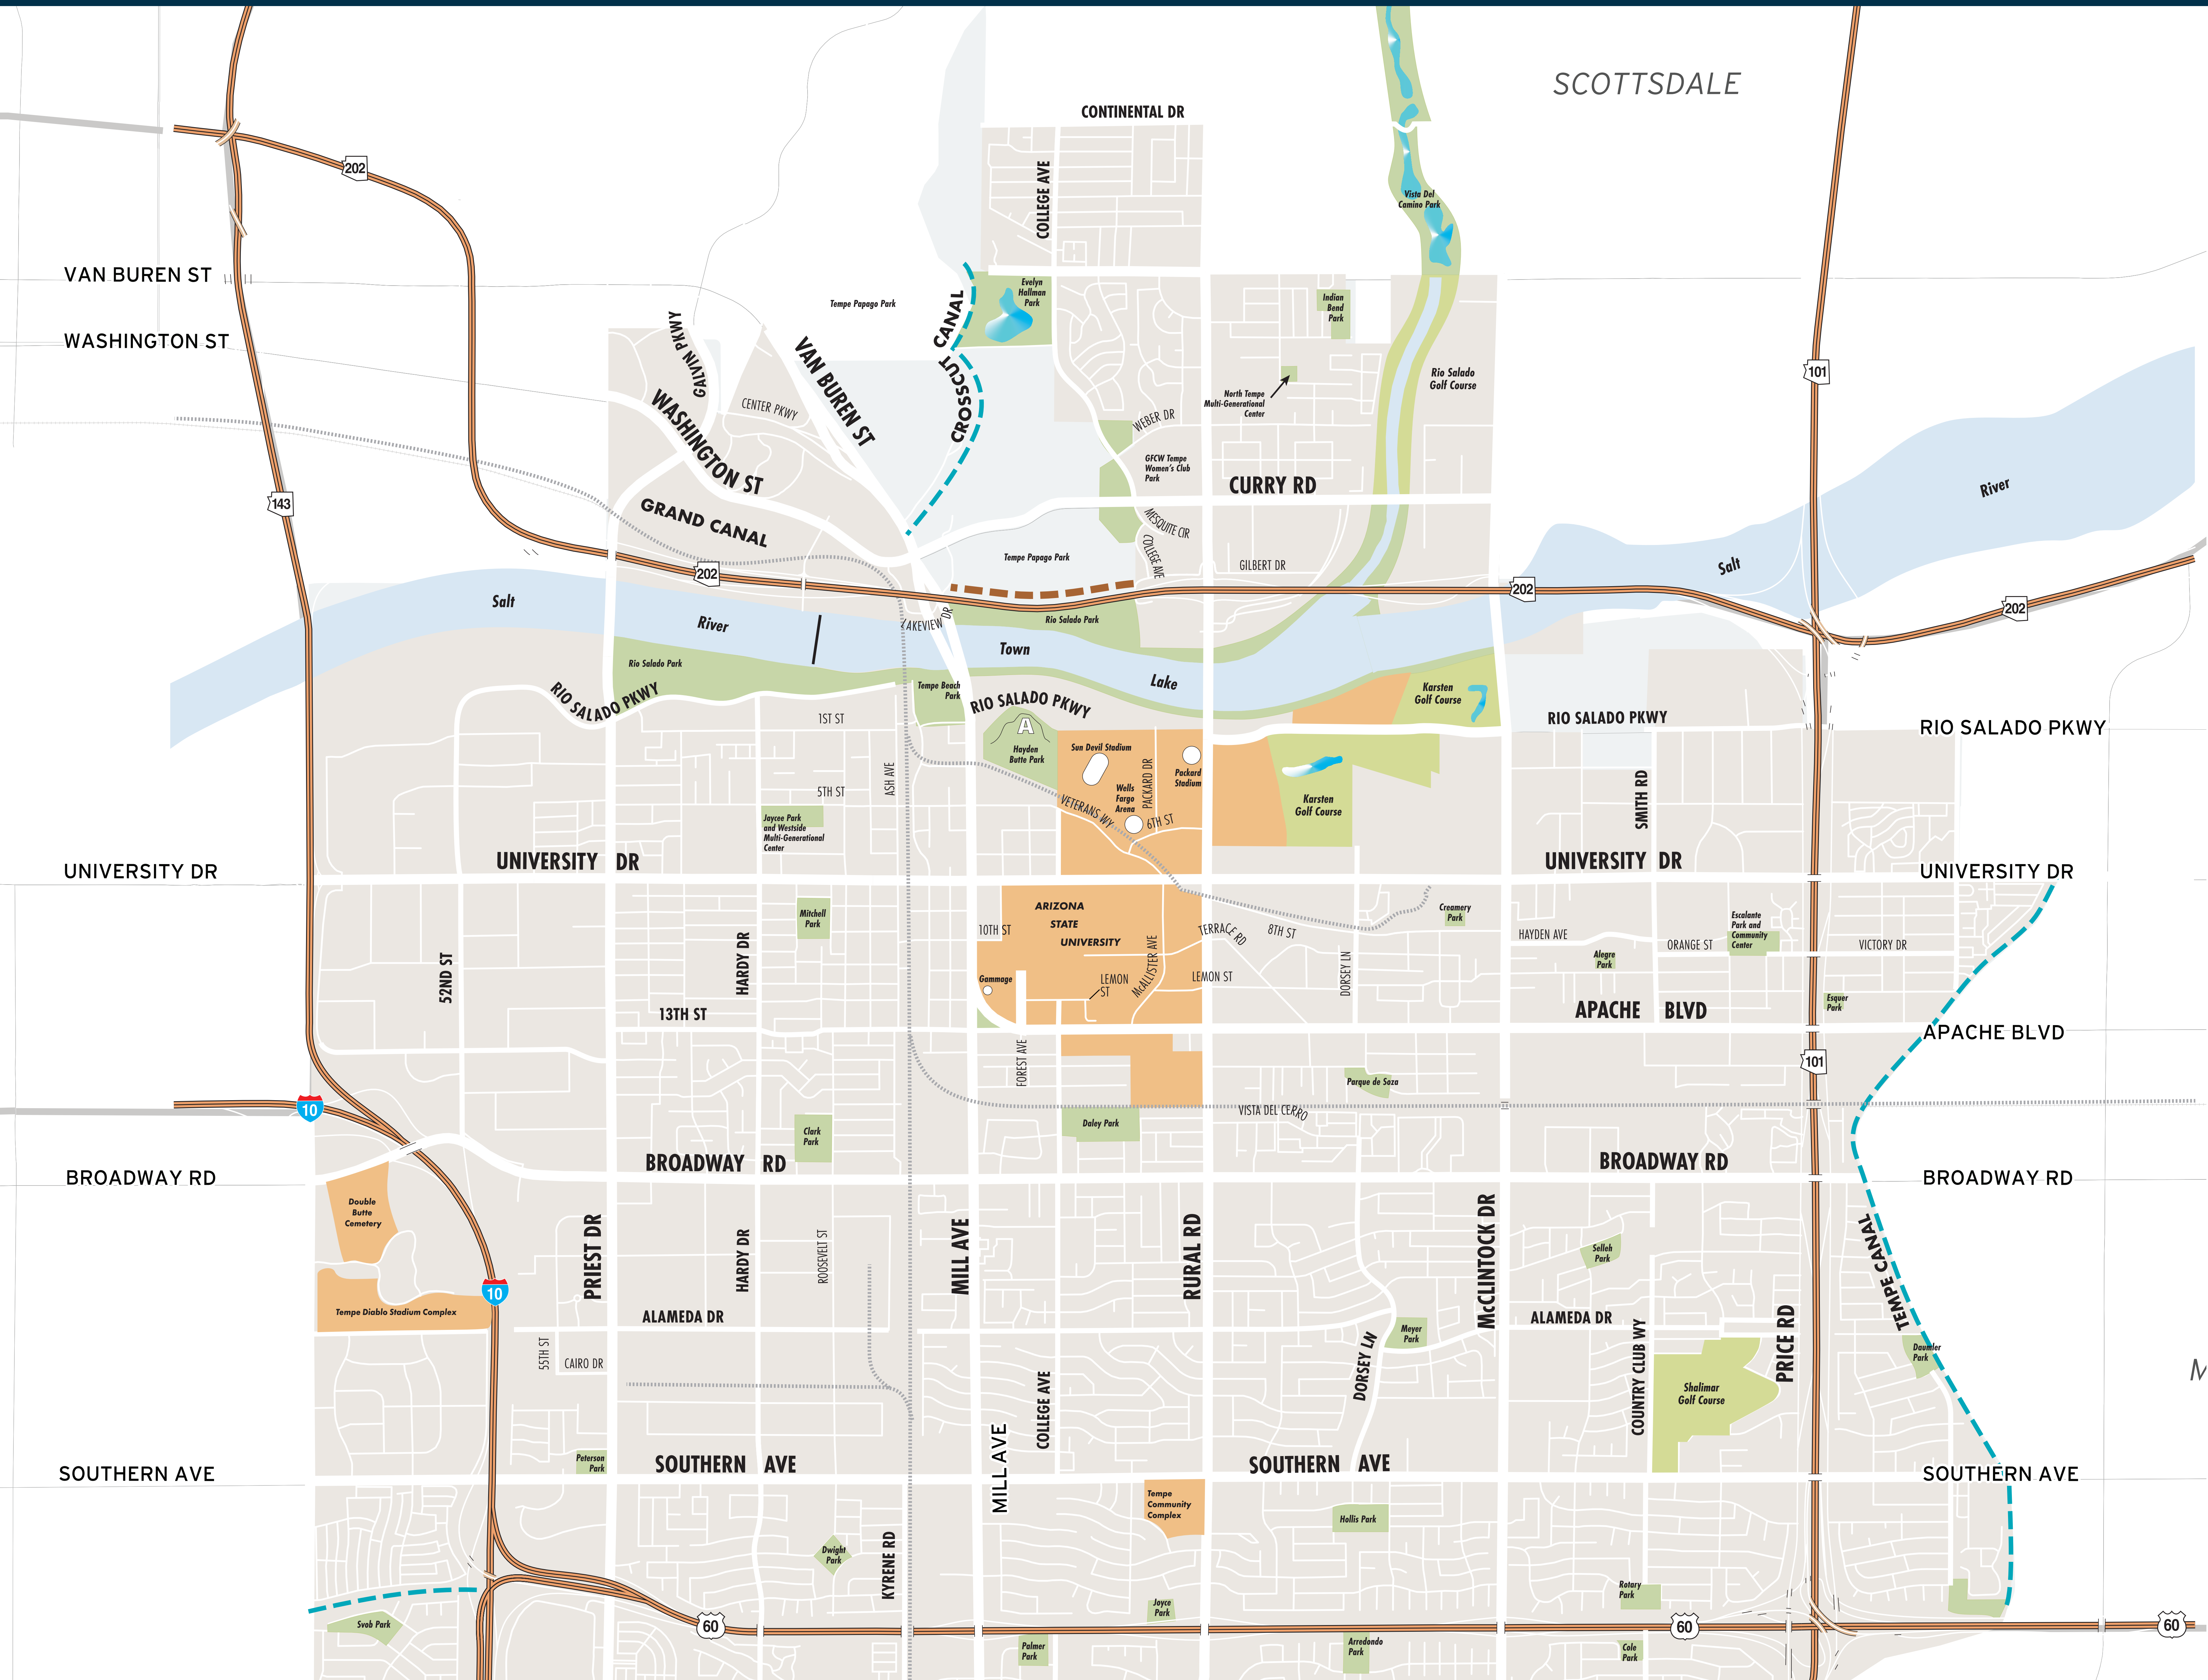 SCOTTSDALE
CONTINENTAL DR
COLLEGE AVE
202
Vista Del
Camino Park
VAN BUREN ST
WASHINGTON ST
Tempe Papago Park
Evelyn
Hallman
Park
Indian
Bend
Park
CROSSCUT CANAL
GALVIN PKWY
VAN BUREN ST
WASHINGTON ST
CENTER PKWY
Rio Salado
Golf Course
North Tempe
Multi-Generational
Center
101
WEBER DR
GFCW Tempe
Women's Club
Park
CURRY RD
143
GRAND CANAL
MESQUITE CIR
COLLEGE AVE
Tempe Papago Park
GILBERT DR
River
Salt
202
202
202
Salt
River
LAKEVIEW DR
Rio Salado Park
Town
Lake
Rio Salado Park
RIO SALADO PKWY
Tempe Beach
Park
RIO SALADO PKWY
Karsten
Golf Course
RIO SALADO PKWY
RIO SALADO PKWY
1ST ST
A
Hayden
Butte Park
Sun Devil Stadium
Packard
Stadium
PACKARD DR
Wells
Fargo
Arena
VETERANS WY
6TH ST
Karsten
Golf Course
ASH AVE
5TH ST
SMITH RD
Jaycee Park
and Westside
Multi-Generational
Center
UNIVERSITY DR
UNIVERSITY DR
UNIVERSITY DR
UNIVERSITY DR
Mitchell
Park
ARIZONA
STATE
UNIVERSITY
10TH ST
TERRACE RD
8TH ST
Creamery
Park
HAYDEN AVE
Escalante
Park and
Community
Center
ORANGE ST
VICTORY DR
Alegre
Park
52ND ST
HARDY DR
Gammage
LEMON
ST
McALLISTER AVE
LEMON ST
DORSEY LN
13TH ST
APACHE BLVD
Esquer
Park
APACHE BLVD
FOREST AVE
101
Parque de Soza
10
VISTA DEL CERRO
Daley Park
Clark
Park
BROADWAY RD
BROADWAY RD
BROADWAY RD
BROADWAY RD
Double
Butte
Cemetery
PRIEST DR
HARDY DR
ROOSEVELT ST
MILL AVE
RURAL RD
McCLINTOCK DR
Selleh
Park
TEMPE CANAL
10
Tempe Diablo Stadium Complex
ALAMEDA DR
ALAMEDA DR
Meyer
Park
55TH ST
CAIRO DR
DORSEY LN
COUNTRY CLUB WY
PRICE RD
Daumler
Park
M
Shalimar
Golf Course
COLLEGE AVE
MILL AVE
Peterson
Park
SOUTHERN AVE
SOUTHERN AVE
SOUTHERN AVE
SOUTHERN AVE
Tempe
Community
Complex
Hollis Park
Dwight
Park
KYRENE RD
Rotary
Park
Joyce
Park
Svob Park
60
60
60
Palmer
Park
Arredondo
Park
Cole
Park